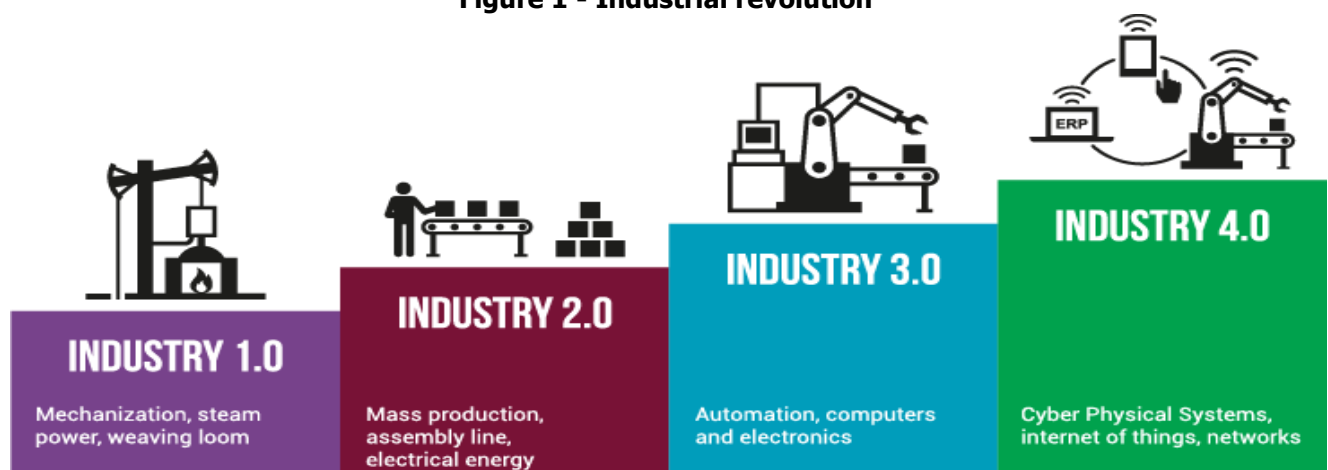 Figure 1 - Industrial revolution
ERP
INDUSTRY 1.0
Mechanization, steam
power, weaving loom
INDUSTRY 2.0
Mass production,
assembly line,
electrical energy
INDUSTRY 3.0
Automation, computers
and electronics
INDUSTRY 4.0
Cyber Physical Systems,
internet of things, networks